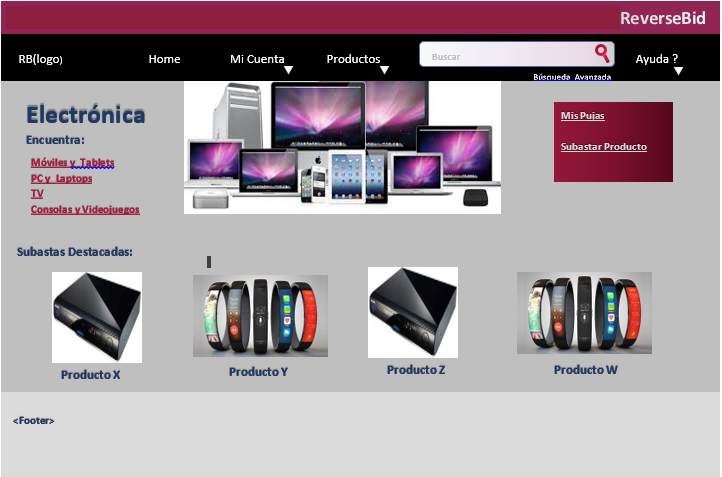 ReverseBid
RB(logo)
Home
Mi Cuenta
Productos
Buscar
Ayuda ?
Búsqueda Avanzada
Electrónica
Encuentra:
Móviles y Tablets
PC y Laptops
TV
Consolas y Videojuegos
Mis Pujas
Subastar Producto
Subastas Destacadas:
Producto X
Producto Y
Producto Z
Producto W
<Footer>